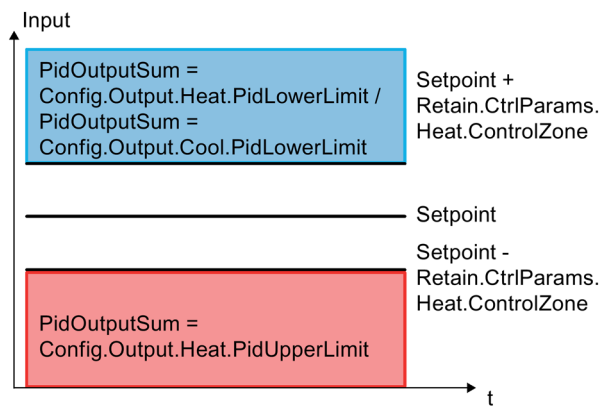 Input
PidOutputSum =
Config.Output.Heat.PidLowerLimit /
PidOutputSum =
Config.Output.Cool.PidLowerLimit
Setpoint +
Retain.CtrlParams.
Heat.ControlZone
Setpoint
Setpoint -
Retain.CtrlParams.
Heat.ControlZone
PidOutputSum =
Config.Output.Heat.PidUpperLimit
t